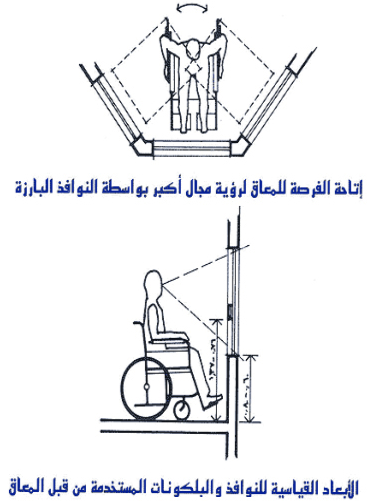 إتاحة الفرصة للمعاق لرؤية مجال أكبر بواسطة النوافذ البارزة
الأبعاد القياسية للنوافذ والبلكونات المستخدمة من قبل المعاق